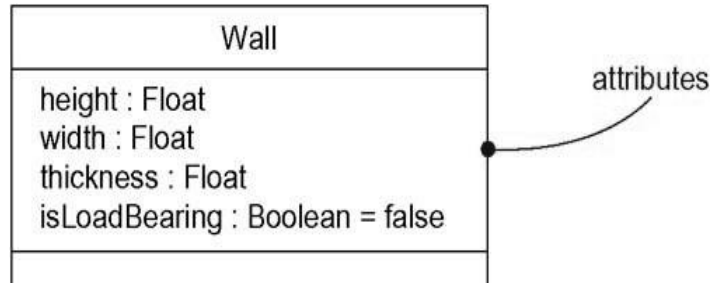 Wall
attributes
height : Float
width : Float
thickness : Float
isLoadBearing : Boolean = false